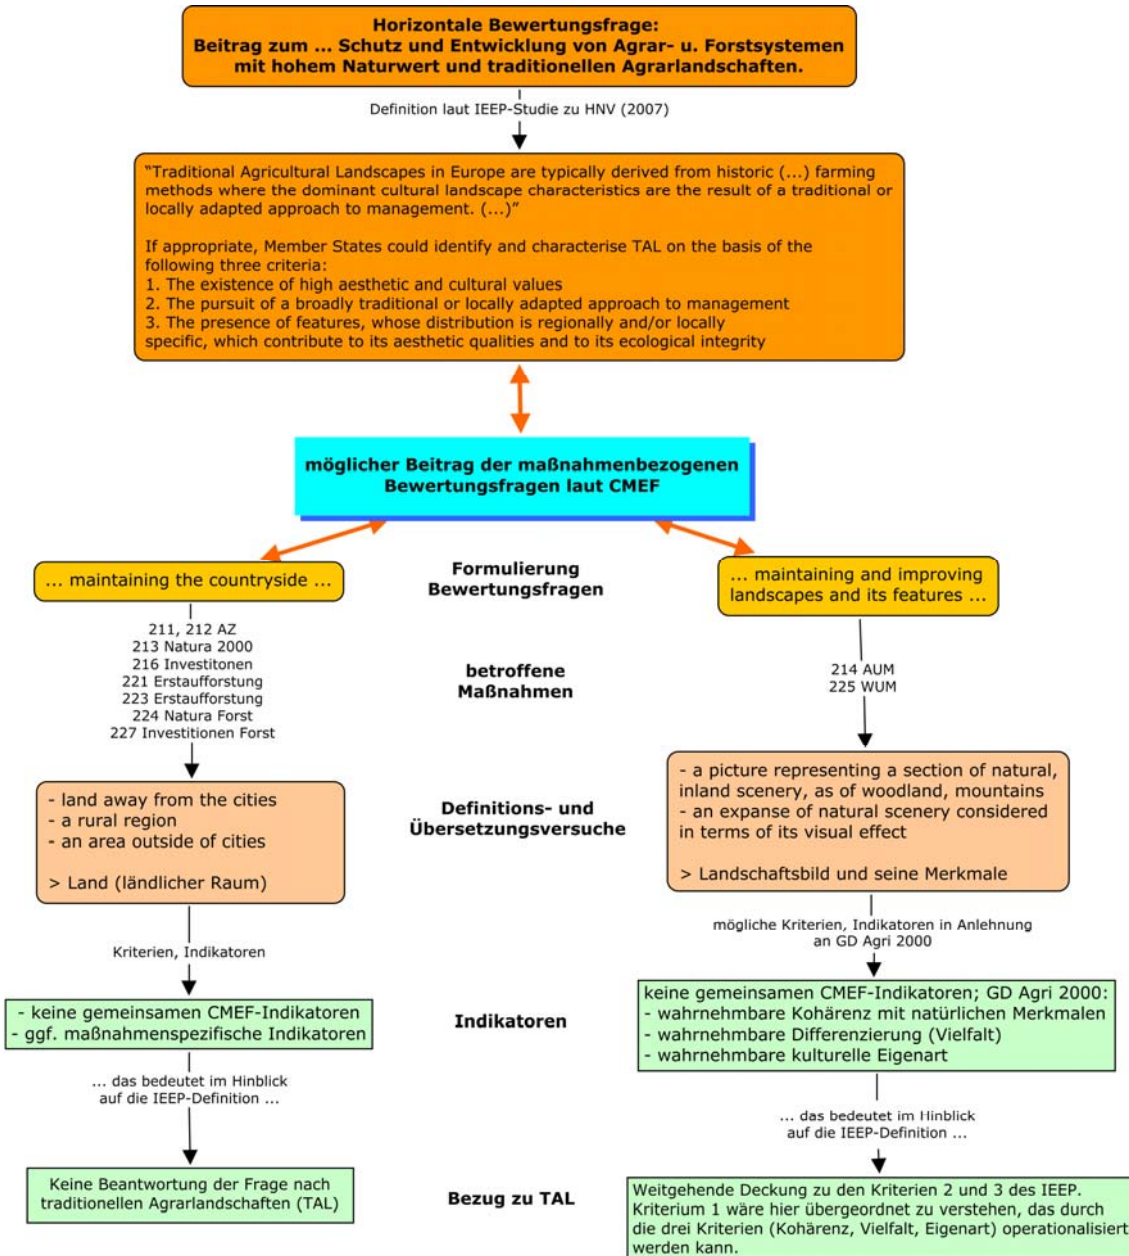 Horizontale Bewertungsfrage:
Beitrag zum ... Schutz und Entwicklung von Agrar- u. Forstsystemen
mit hohem Naturwert und traditionellen Agrarlandschaften.
Definition laut IEEP-Studie zu HNV (2007)
"Traditional Agricultural Landscapes in Europe are typically derived from historic (...) farming
methods where the dominant cultural landscape characteristics are the result of a traditional or
locally adapted approach to management. (...)"
If appropriate, Member States could identify and characterise TAL on the basis of the
following three criteria:
1. The existence of high aesthetic and cultural values
2. The pursuit of a broadly traditional or locally adapted approach to management
3. The presence of features, whose distribution is regionally and/or locally
specific, which contribute to its aesthetic qualities and to its ecological integrity
möglicher Beitrag der maßnahmenbezogenen
Bewertungsfragen laut CMEF
... maintaining the countryside ...
Formulierung
Bewertungsfragen
... maintaining and improving
landscapes and its features ...
211, 212 AZ
213 Natura 2000
216 Investitonen
221 Erstaufforstung
223 Erstaufforstung
224 Natura Forst
227 Investitionen Forst
betroffene
Maßnahmen
214 AUM
225 WUM
- land away from the cities
- a rural region
- an area outside of cities
> Land (ländlicher Raum)
Definitions- und
Übersetzungsversuche
- a picture representing a section of natural,
inland scenery, as of woodland, mountains
- an expanse of natural scenery considered
in terms of its visual effect
> Landschaftsbild und seine Merkmale
Kriterien, Indikatoren
mögliche Kriterien, Indikatoren in Anlehnung
an GD Agri 2000
- keine gemeinsamen CMEF-Indikatoren
- ggf. maßnahmenspezifische Indikatoren
Indikatoren
keine gemeinsamen CMEF-Indikatoren; GD Agri 2000:
- wahrnehmbare Kohärenz mit natürlichen Merkmalen
- wahrnehmbare Differenzierung (Vielfalt)
- wahrnehmbare kulturelle Eigenart
... das bedeutet im Hinblick
auf die IEEP-Definition ...
... das bedeutet im Hinblick
auf die IEEP-Definition ...
Keine Beantwortung der Frage nach
traditionellen Agrarlandschaften (TAL)
Bezug zu TAL
Weitgehende Deckung zu den Kriterien 2 und 3 des IEEP.
Kriterium 1 wäre hier übergeordnet zu verstehen, das durch
die drei Kriterien (Kohärenz, Vielfalt, Eigenart) operationalisiert
werden kann.